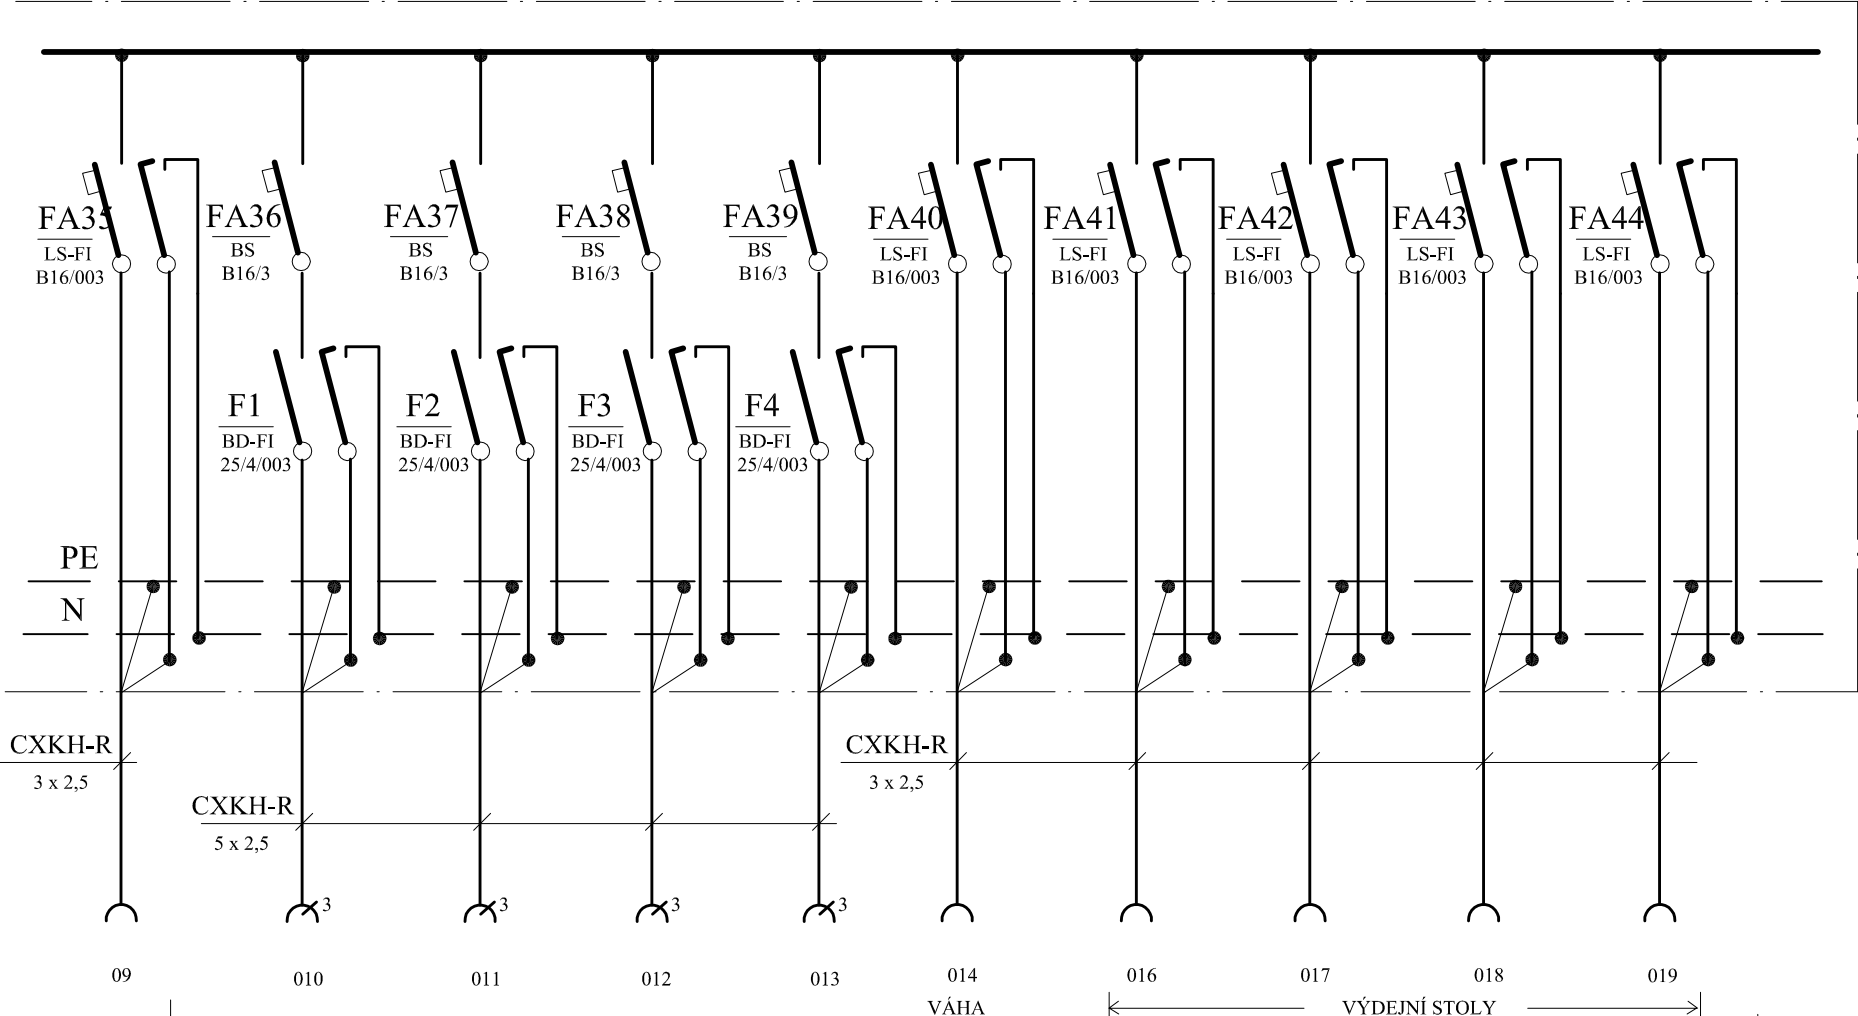 FA35
LS-FI
B16/003
FA36
BS
B16/3
FA37
BS
B16/3
FA38
BS
B16/3
FA39
BS
B16/3
FA40
LS-FI
B16/003
FA41
LS-FI
B16/003
FA42
LS-FI
B16/003
FA43
LS-FI
B16/003
FA44
LS-FI
B16/003
F1
BD-FI
25/4/003
F2
BD-FI
25/4/003
F3
BD-FI
25/4/003
F4
BD-FI
25/4/003
PE
N
CXKH-R
3 x 2,5
CXKH-R
3 x 2,5
CXKH-R
5 x 2,5
3
3
3
3
09
010
011
012
013
014
016
017
018
019
VÁHA
VÝDEJNÍ STOLY